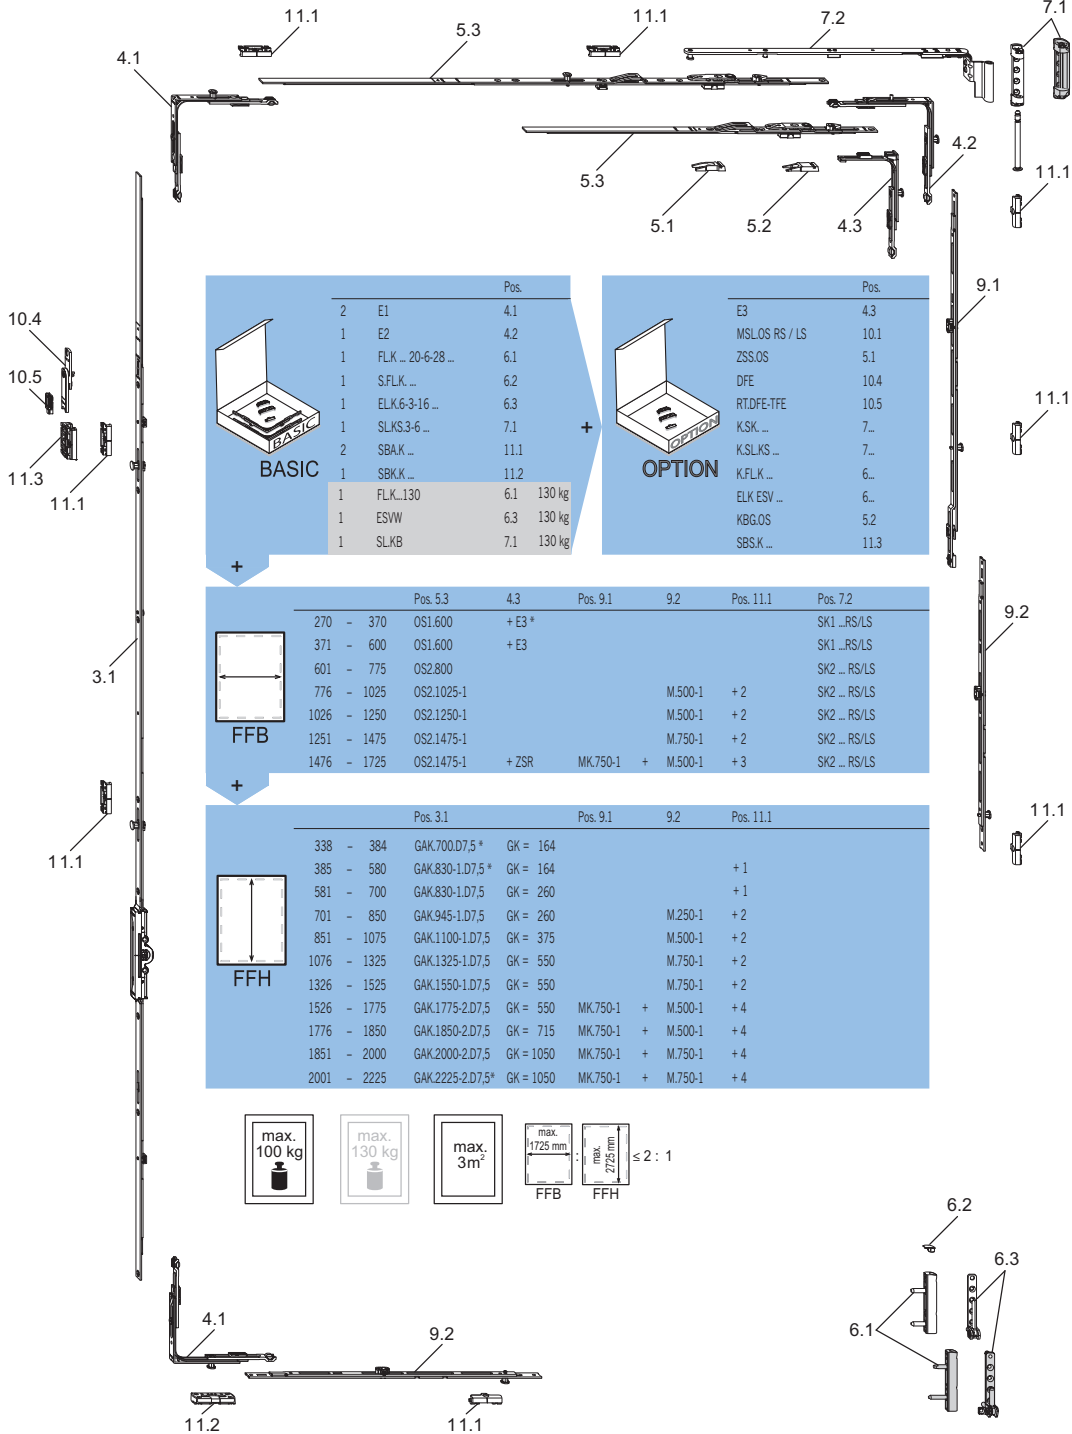 11.1
11.1
7.2
7.1
5.3
4.1
5.3
4.2
4.3
5.1
5.2
11.1
9.1
10.4
10.5
11.3
11.1
11.1
3.1
9.2
11.1
11.1
BASIC
BASIC
Pos.
2 E1 4.1
1 E2 4.2
1 FL.K ... 20-6-28 ... 6.1
1 S.FL.K. ... 6.2
1 EL.K.6-3-16 ... 6.3
1 SL.KS.3-6 ... 7.1
2 SBA.K ... 11.1
1 SBK.K ... 11.2
1 FL.K...130 6.1 130 kg
1 ESVW 6.3 130 kg
1 SL.KB 7.1 130 kg
+
OPTION
OPTION
Pos.
E3 4.3
MSL.OS RS / LS 10.1
ZSS.OS 5.1
DFE 10.4
RT.DFE-TFE 10.5
K.SK. ... 7...
K.SL.KS ... 7...
K.FL.K ... 6...
ELK ESV ... 6...
KBG.OS 5.2
SBS.K ... 11.3
+
FFB
Pos. 5.3 4.3 Pos. 9.1 9.2 Pos. 11.1 Pos. 7.2
270 – 370 OS1.600 + E3 * SK1 ...RS/LS
371 – 600 OS1.600 + E3 SK1 ...RS/LS
601 – 775 OS2.800 SK2 ... RS/LS
776 – 1025 OS2.1025-1 M.500-1 + 2 SK2 ... RS/LS
1026 – 1250 OS2.1250-1 M.500-1 + 2 SK2 ... RS/LS
1251 – 1475 OS2.1475-1 M.750-1 + 2 SK2 ... RS/LS
1476 – 1725 OS2.1475-1 + ZSR MK.750-1 + M.500-1 + 3 SK2 ... RS/LS
+
FFH
Pos. 3.1 Pos. 9.1 9.2 Pos. 11.1
338 – 384 GAK.700.D7,5 * GK = 164
385 – 580 GAK.830-1.D7,5 * GK = 164 + 1
581 – 700 GAK.830-1.D7,5 GK = 260 + 1
701 – 850 GAK.945-1.D7,5 GK = 260 M.250-1 + 2
851 – 1075 GAK.1100-1.D7,5 GK = 375 M.500-1 + 2
1076 – 1325 GAK.1325-1.D7,5 GK = 550 M.750-1 + 2
1326 – 1525 GAK.1550-1.D7,5 GK = 550 M.750-1 + 2
1526 – 1775 GAK.1775-2.D7,5 GK = 550 MK.750-1 + M.500-1 + 4
1776 – 1850 GAK.1850-2.D7,5 GK = 715 MK.750-1 + M.500-1 + 4
1851 – 2000 GAK.2000-2.D7,5 GK = 1050 MK.750-1 + M.750-1 + 4
2001 – 2225 GAK.2225-2.D7,5* GK = 1050 MK.750-1 + M.750-1 + 4
max.
100 kg
max.
130 kg
max.
3m²
max.
1725 mm
FFB
:
max.
2725 mm
FFH
≤ 2 : 1
6.2
6.3
6.1
4.1
9.2
11.2
11.1